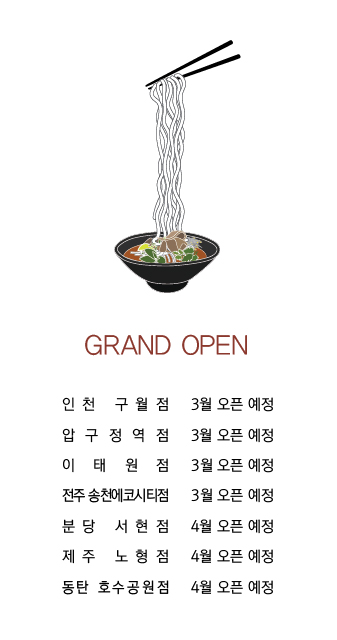 GRAND OPEN
인천 구월점 3월 오픈 예정
압구정역점 3월 오픈 예정
이태원점 3월 오픈 예정
전주 송천에코시티점 3월 오픈 예정
분당 서현점 4월 오픈 예정
제주 노형점 4월 오픈 예정
동탄 호수공원점 4월 오픈 예정